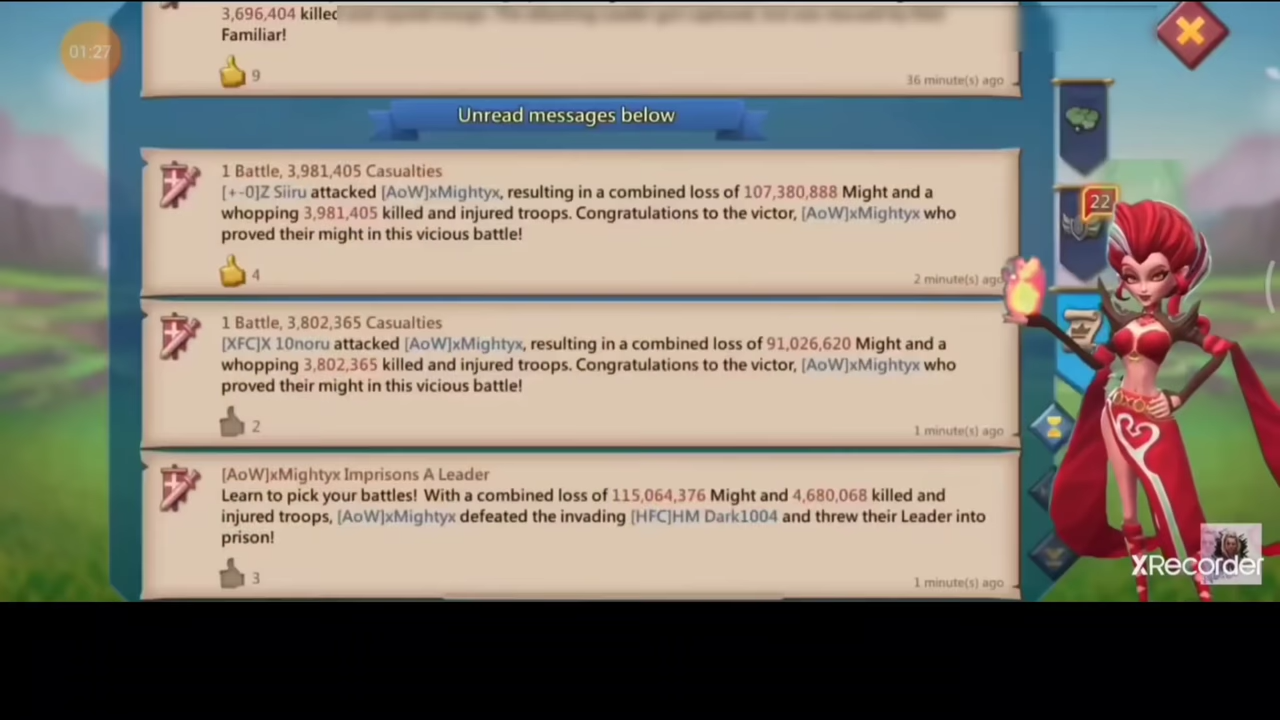 3,696,404 killed
Familiar!
01:27
9
36 minute(s) ago
Unread messages below
1 Battle, 3,981,405 Casualties
[+-0]Z Siiru attacked [AoW]xMightyx, resulting in a combined loss of 107,380,888 Might and a
whopping 3,981,405 killed and injured troops. Congratulations to the victor, [AoW]xMightyx who
proved their might in this vicious battle!
4
2 minute(s) ago
22
1 Battle, 3,802,365 Casualties
[XFC]X 10noru attacked [AoW]xMightyx, resulting in a combined loss of 91,026,620 Might and a
whopping 3,802,365 killed and injured troops. Congratulations to the victor, [AoW]xMightyx who
proved their might in this vicious battle!
2
1 minute(s) ago
[AoW]xMightyx Imprisons A Leader
Learn to pick your battles! With a combined loss of 115,064,376 Might and 4,680,068 killed and
injured troops, [AoW]xMightyx defeated the invading [HFC]HM Dark1004 and threw their Leader into
prison!
3
1 minute(s) ago
XRecorder